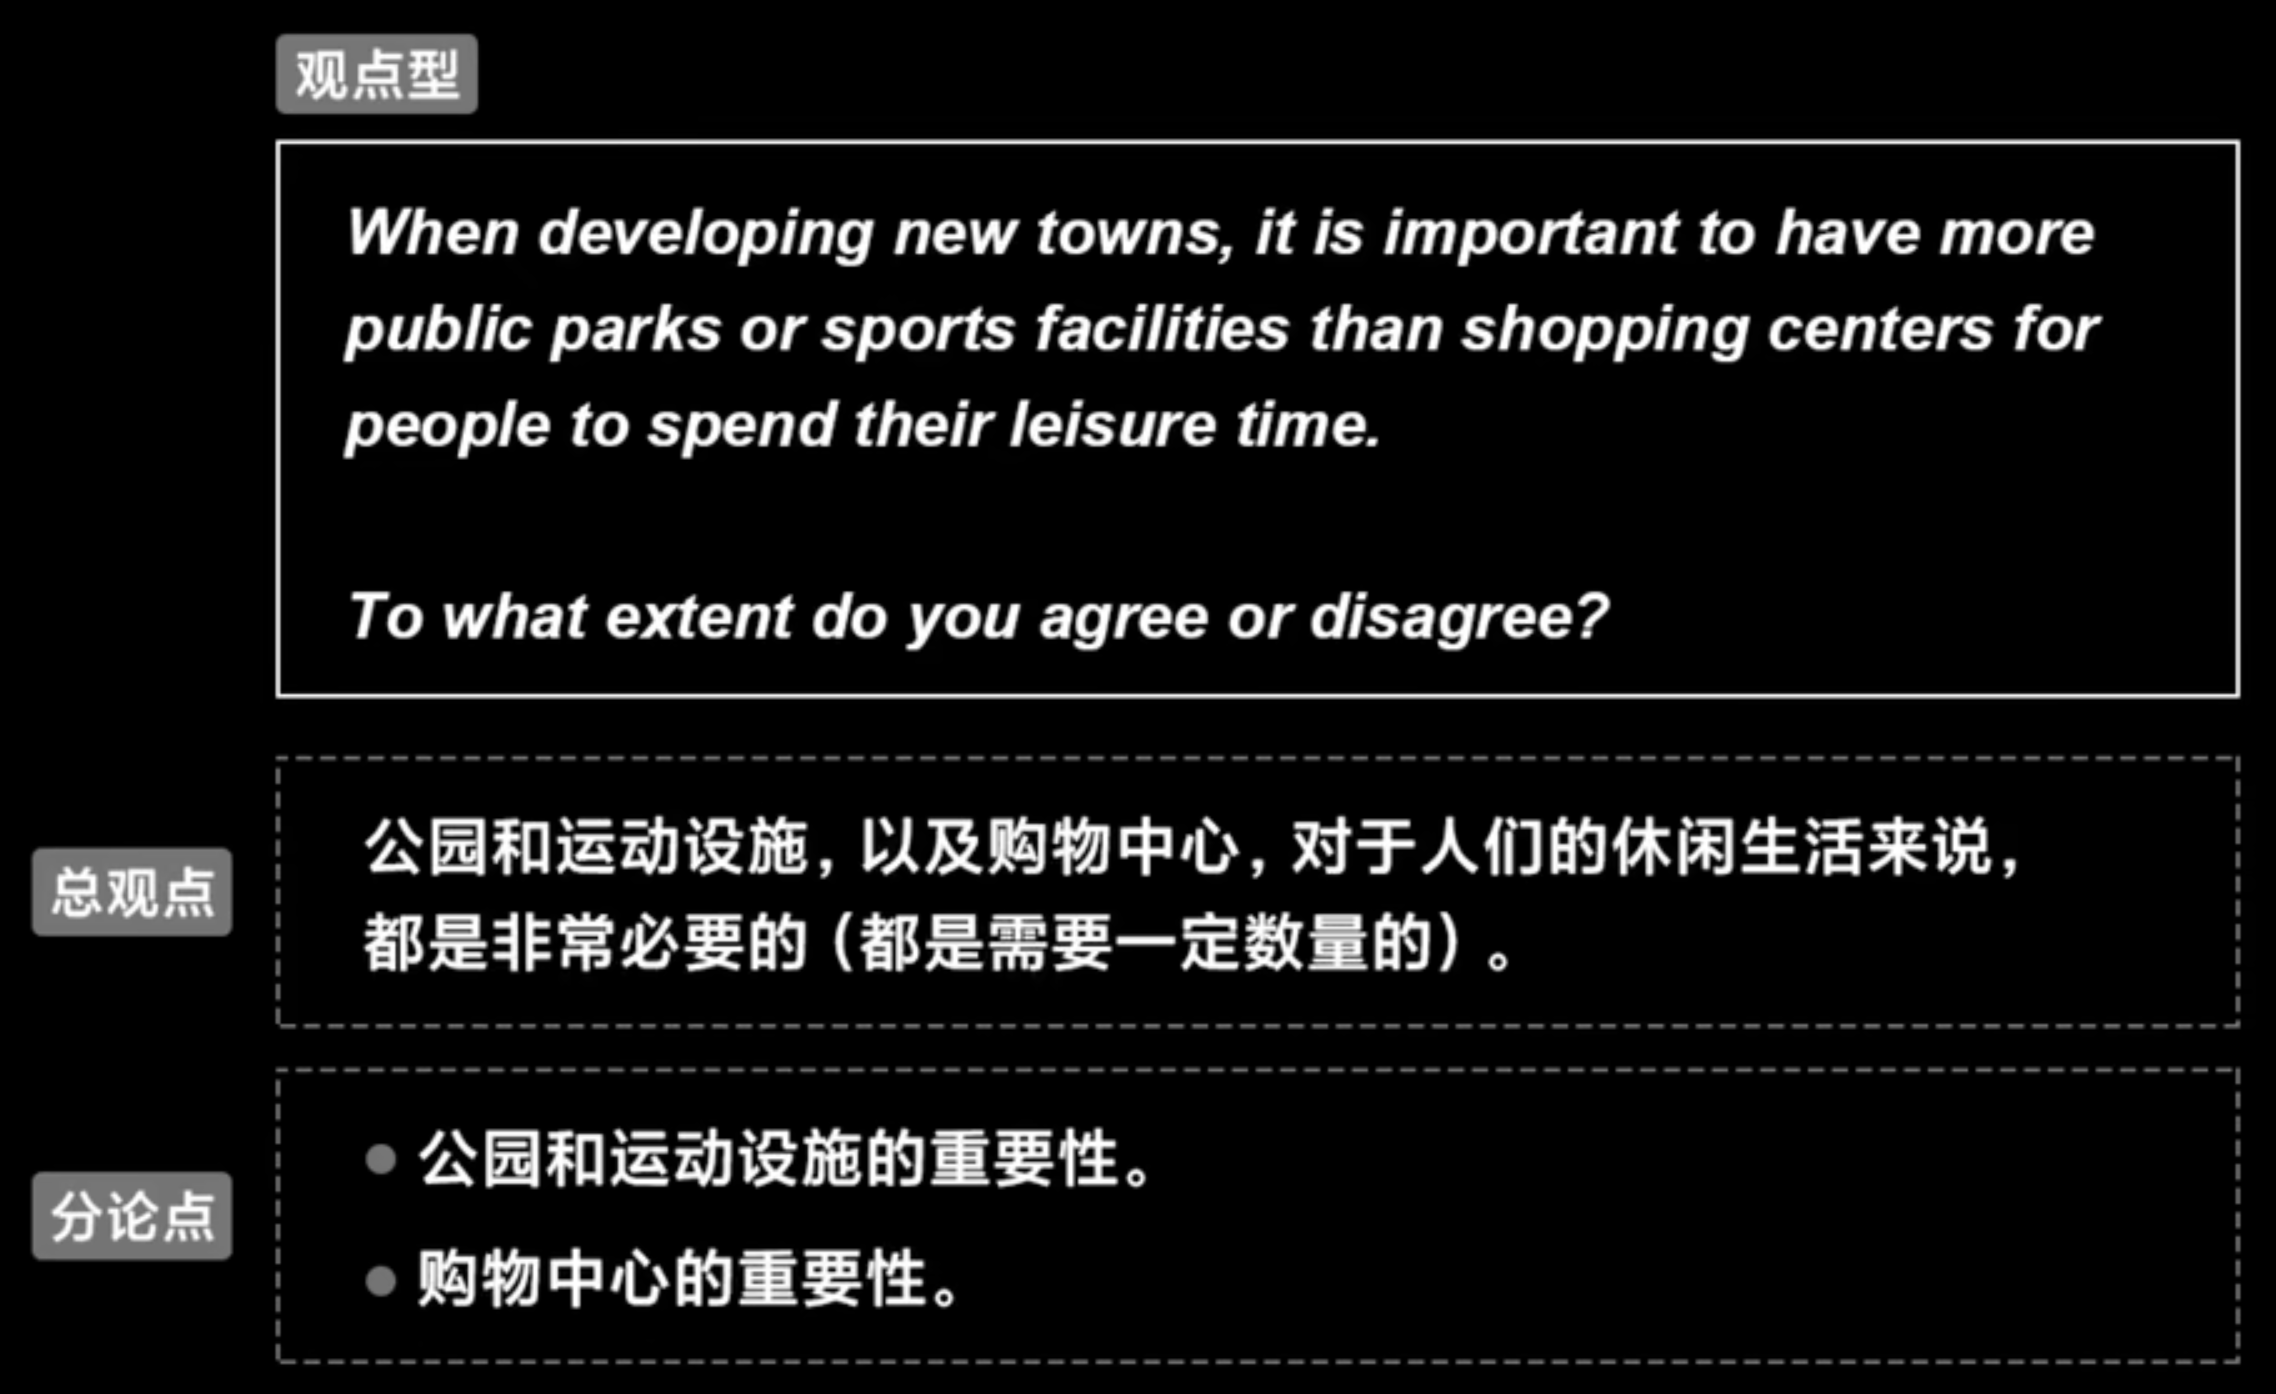 观点型
When developing new towns, it is important to have more
public parks or sports facilities than shopping centers for
people to spend their leisure time.
To what extent do you agree or disagree?
总观点
公园和运动设施，以及购物中心，对于人们的休闲生活来说，
都是非常必要的（都是需要一定数量的）。
分论点
公园和运动设施的重要性。
购物中心的重要性。